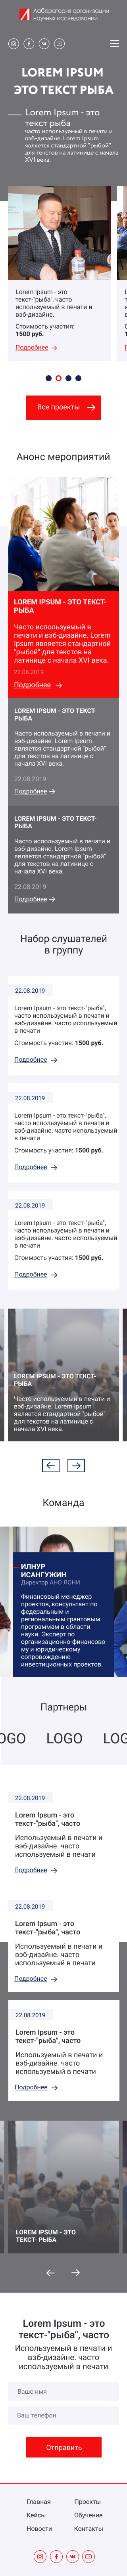 Лаборатория организации
научных исследований
LOREM IPSUM
ЭТО ТЕКСТ РЫБА
Lorem Ipsum - это
текст рыба
часто используемый в печати и
вэб-дизайне. Lorem Ipsum
является стандартной "рыбой"
для текстов на латинице с начала
XVI века.
Lorem Ipsum - это
текст-"рыба", часто
используемый в печати и
вэб-дизайне.
Стоимость участия:
1500 руб.
Подробнее
Все проекты
Анонс мероприятий
LOREM IPSUM - ЭТО ТЕКСТ-
РЫБА
Часто используемый в
печати и вэб-дизайне. Lorem
Ipsum является стандартной
"рыбой" для текстов на
латинице с начала XVI века.
22.08.2019
Подробнее
LOREM IPSUM - ЭТО ТЕКСТ-
РЫБА
Часто используемый в печати и
вэб-дизайне. Lorem Ipsum
является стандартной "рыбой"
для текстов на латинице с
начала XVI века.
22.08.2019
Подробнее
LOREM IPSUM - ЭТО ТЕКСТ-
РЫБА
Часто используемый в печати и
вэб-дизайне. Lorem Ipsum
является стандартной "рыбой"
для текстов на латинице с
начала XVI века.
22.08.2019
Подробнее
Набор слушателей
в группу
22.08.2019
Lorem Ipsum - это текст-"рыба",
часто используемый в печати и
вэб-дизайне. часто используемый
в печати
Стоимость участия: 1500 руб.
Подробнее
22.08.2019
Lorem Ipsum - это текст-"рыба",
часто используемый в печати и
вэб-дизайне. часто используемый
в печати
Стоимость участия: 1500 руб.
Подробнее
22.08.2019
Lorem Ipsum - это текст-"рыба",
часто используемый в печати и
вэб-дизайне. часто используемый
в печати
Стоимость участия: 1500 руб.
Подробнее
LOREM IPSUM - ЭТО ТЕКСТ-
РЫБА
Часто используемый в печати и
вэб-дизайне. Lorem Ipsum
является стандартной "рыбой"
для текстов на латинице с
начала XVI века.
Команда
ИЛНУР
ИСАНГУЖИН
Директор АНО ЛОНИ
Финансовый менеджер
проектов, консультант по
федеральным и
региональным грантовым
программам в области
науки. Эксперт по
организационно-финансово
му и юридическому
сопровождению
инвестиционных проектов.
Партнеры
OGO LOGO LOG
22.08.2019
Lorem Ipsum - это
текст-"рыба", часто
Используемый в печати и
вэб-дизайне. часто
используемый в печати
Подробнее
22.08.2019
Lorem Ipsum - это
текст-"рыба", часто
Используемый в печати и
вэб-дизайне. часто
используемый в печати
Подробнее
22.08.2019
Lorem Ipsum - это
текст-"рыба", часто
Используемый в печати и
вэб-дизайне. часто
используемый в печати
Подробнее
LOREM IPSUM - ЭТО
ТЕКСТ- РЫБА
Lorem Ipsum - это
текст-"рыба", часто
Используемый в печати и
вэб-дизайне. часто
используемый в печати
Ваше имя
Ваш телефон
Отправить
Главная Проекты
Кейсы Обучение
Новости Контакты